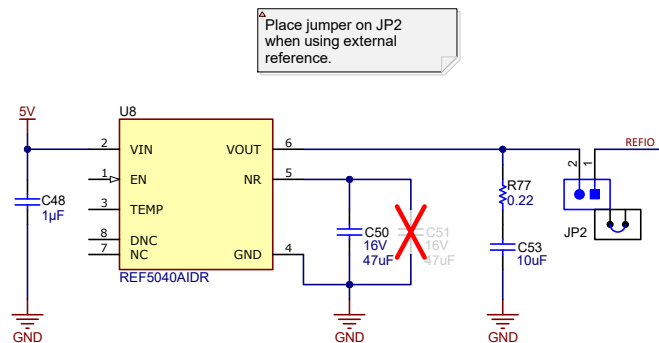 Place jumper on JP2
when using external
reference.
5V
U8
2 VIN VOUT 6
1 EN NR 5
3 TEMP
8 DNC
7 NC GND 4
REF5040AIDR
C48
1µF
C50
16V
47uF
C51
16V
47uF
R77
0.22
C53
10uF
2
1
REFIO
JP2
GND
GND
GND